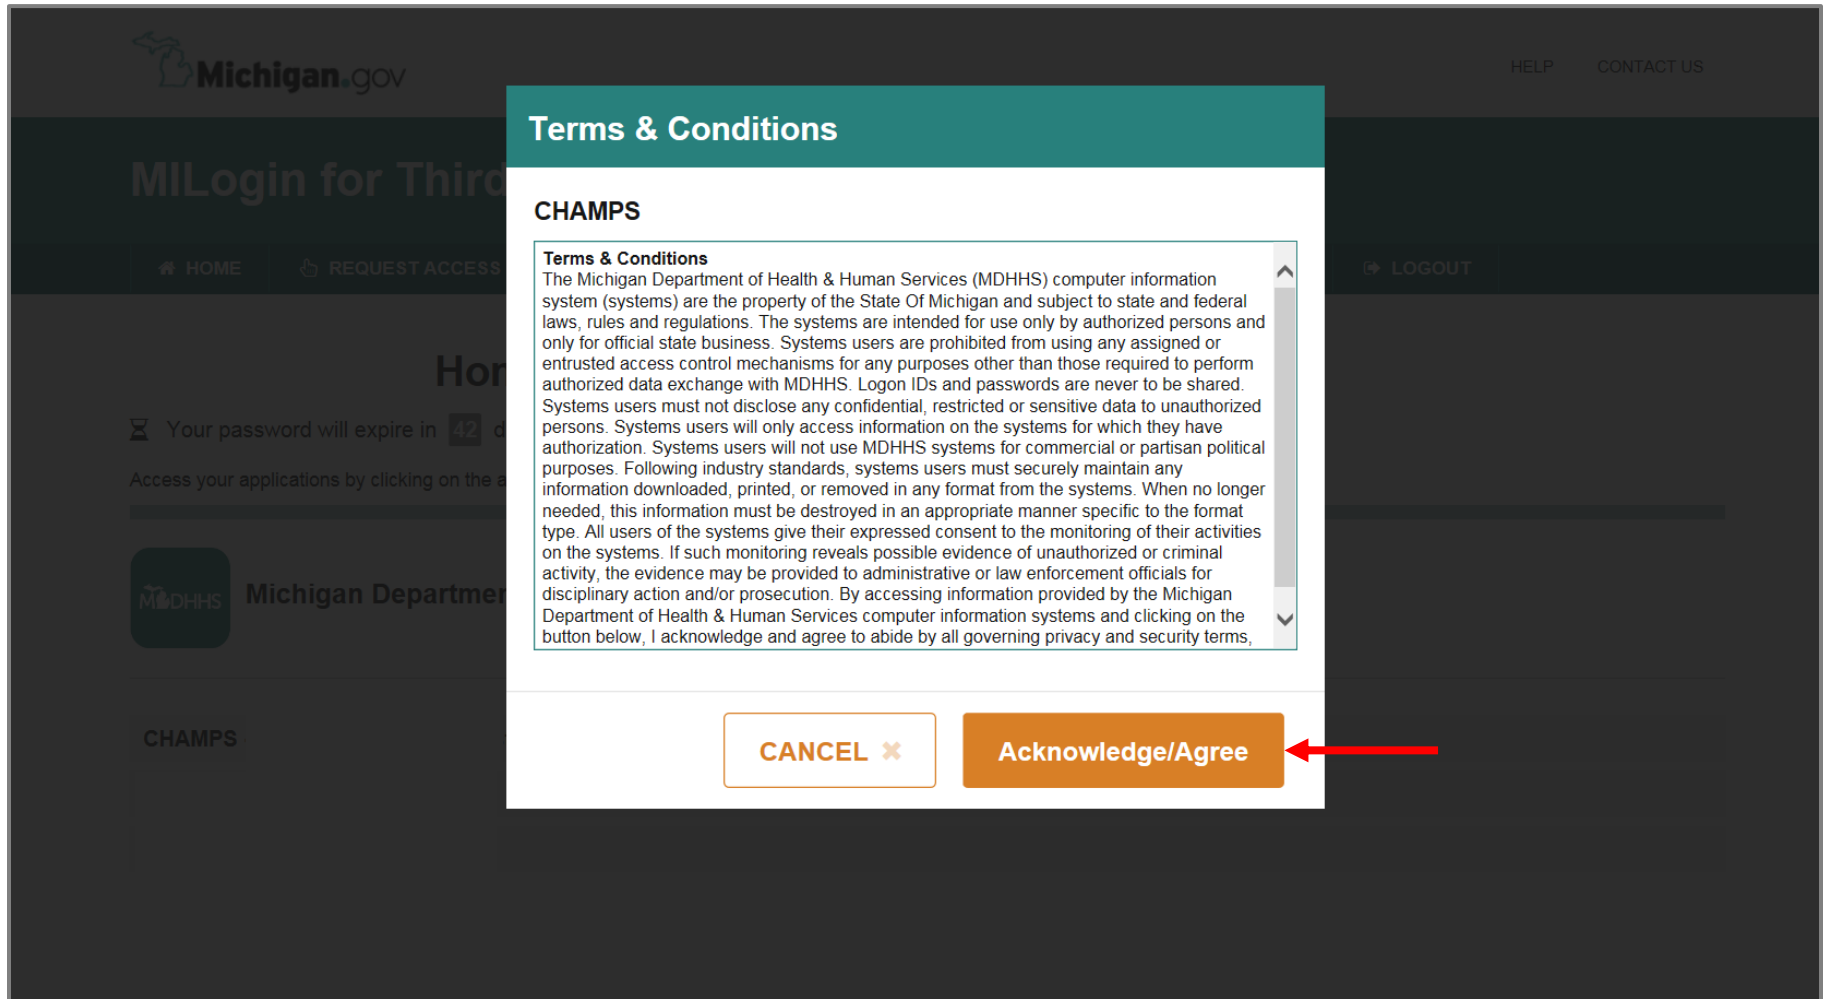 Michigan.gov
HELP CONTACT US
MILogin for Third
HOME REQUEST ACCESS LOGOUT
Your password will expire in 42 d
Access your applications by clicking on the a
MDHHS Michigan Departmen
CHAMPS
Terms & Conditions
CHAMPS
Terms & Conditions
The Michigan Department of Health & Human Services (MDHHS) computer information
system (systems) are the property of the State Of Michigan and subject to state and federal
laws, rules and regulations. The systems are intended for use only by authorized persons and
only for official state business. Systems users are prohibited from using any assigned or
entrusted access control mechanisms for any purposes other than those required to perform
authorized data exchange with MDHHS. Logon IDs and passwords are never to be shared.
Systems users must not disclose any confidential, restricted or sensitive data to unauthorized
persons. Systems users will only access information on the systems for which they have
authorization. Systems users will not use MDHHS systems for commercial or partisan political
purposes. Following industry standards, systems users must securely maintain any
information downloaded, printed, or removed in any format from the systems. When no longer
needed, this information must be destroyed in an appropriate manner specific to the format
type. All users of the systems give their expressed consent to the monitoring of their activities
on the systems. If such monitoring reveals possible evidence of unauthorized or criminal
activity, the evidence may be provided to administrative or law enforcement officials for
disciplinary action and/or prosecution. By accessing information provided by the Michigan
Department of Health & Human Services computer information systems and clicking on the
button below, I acknowledge and agree to abide by all governing privacy and security terms,
CANCEL Acknowledge/Agree